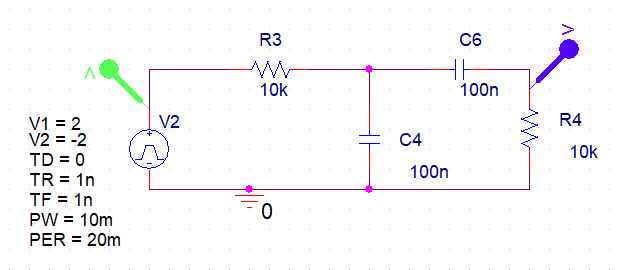 R3
C6
V
V
10k
100n
V1 = 2
V2 = -2
TD = 0
TR = 1n
TF = 1n
PW = 10m
PER = 20m
V2
C4
100n
R4
10k
0